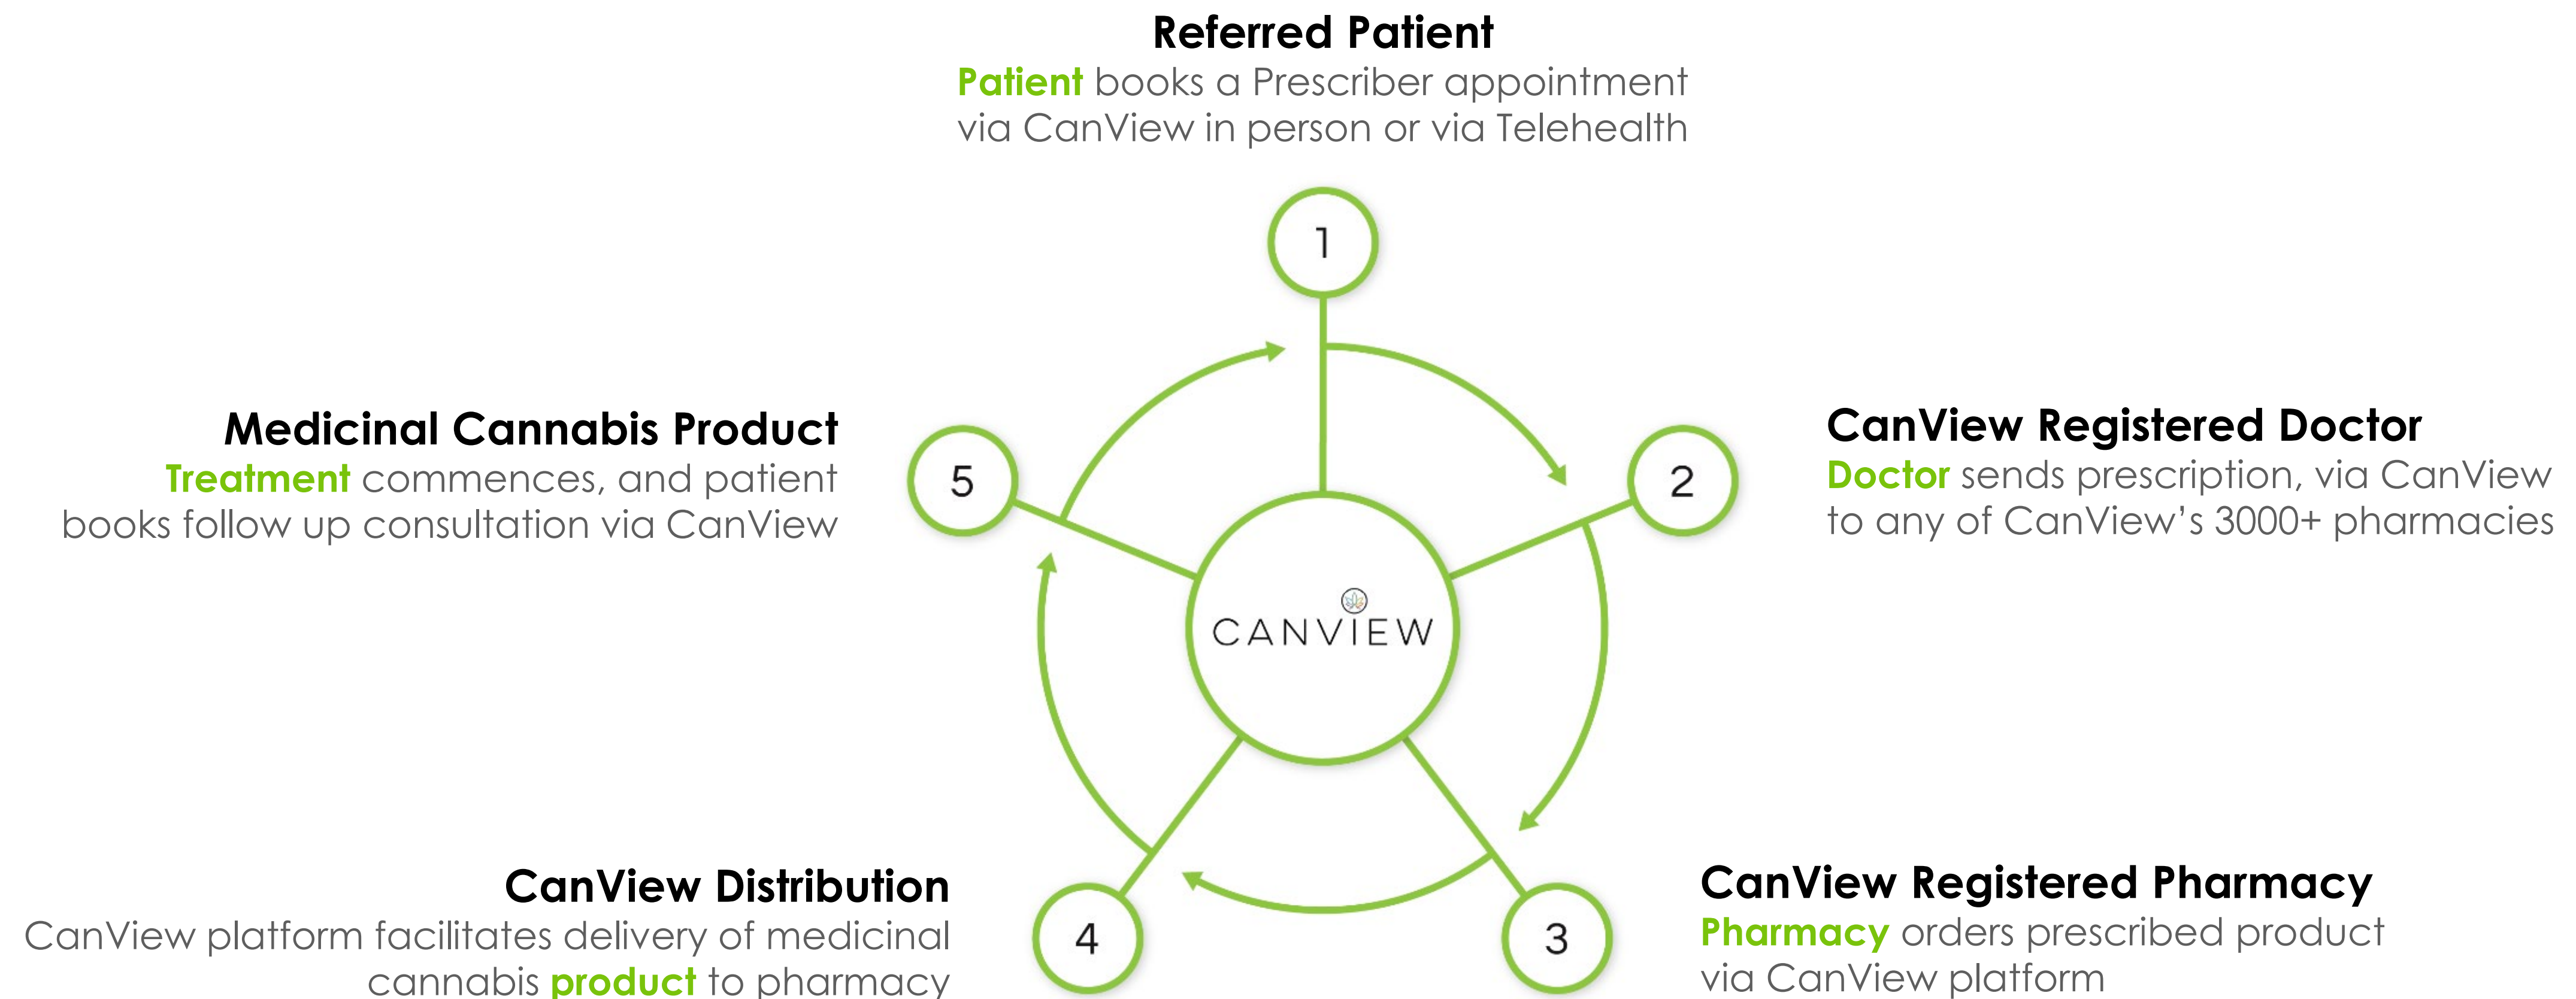 Referred Patient
Patient books a Prescriber appointment
via CanView in person or via Telehealth
1
Medicinal Cannabis Product
Treatment commences, and patient
books follow up consultation via CanView
5
2
CanView Registered Doctor
Doctor sends prescription, via CanView
to any of CanView’s 3000+ pharmacies
CANVIEW
CanView Distribution
CanView platform facilitates delivery of medicinal
cannabis product to pharmacy
4
3
CanView Registered Pharmacy
Pharmacy orders prescribed product
via CanView platform